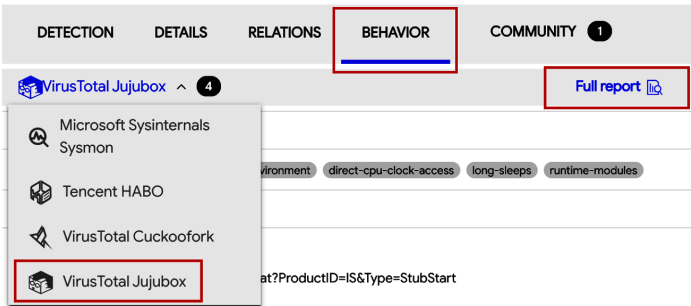 DETECTION DETAILS RELATIONS BEHAVIOR COMMUNITY 1
VirusTotal Jujubox 4 Full report
Microsoft Sysinternals
Sysmon
direct-cpu-clock-access long-sleeps runtime-modules
Tencent HABO
VirusTotal Cuckoofork
VirusTotal Jujubox
at?ProductID=IS&Type=StubStart